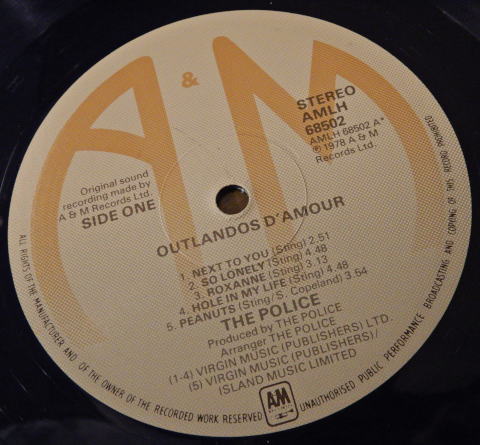 A & M
STEREO
AMLH
68502
AMLH 68502 A*
℗ 1978 A & M
Records Ltd.
Original sound
recording made by
A & M Records Ltd.
SIDE ONE
OUTLANDOS D'AMOUR
1. NEXT TO YOU (Sting) 2.51
2. SO LONELY (Sting) 4.48
3. ROXANNE (Sting) 3.13
4. HOLE IN MY LIFE (Sting) 4.48
5. PEANUTS (Sting/S. Copeland) 3.54
THE POLICE
Produced by THE POLICE
Arranger THE POLICE
(1-4) VIRGIN MUSIC (PUBLISHERS) LTD.
(5) VIRGIN MUSIC (PUBLISHERS)/
ISLAND MUSIC LIMITED
A&M
ALL RIGHTS OF THE MANUFACTURER AND OF THE OWNER OF THE RECORDED WORK RESERVED
UNAUTHORISED PUBLIC PERFORMANCE BROADCASTING AND COPYING OF THIS RECORD PROHIBITED